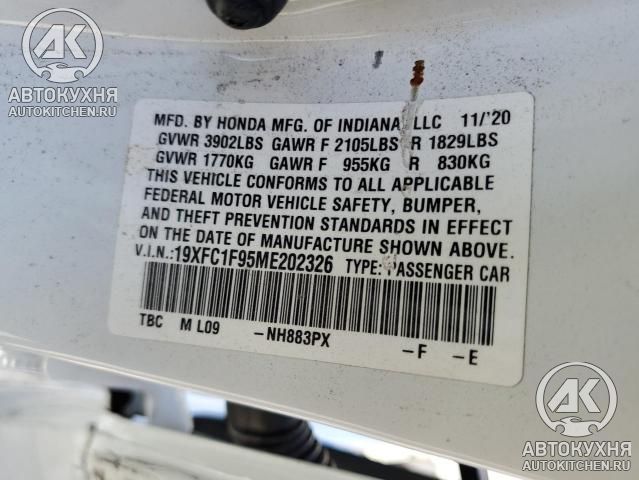 АК
АВТОКУХНЯ
AUTOKITCHEN.RU
MFD. BY HONDA MFG. OF INDIANA, LLC 11/'20
GVWR 3902LBS GAWR F 2105LBS R 1829LBS
GVWR 1770KG GAWR F 955KG R 830KG
THIS VEHICLE CONFORMS TO ALL APPLICABLE
FEDERAL MOTOR VEHICLE SAFETY, BUMPER,
AND THEFT PREVENTION STANDARDS IN EFFECT
ON THE DATE OF MANUFACTURE SHOWN ABOVE.
V.I.N.:19XFC1F95ME202326 TYPE: PASSENGER CAR
TBC M L09 -NH883PX -F -E
АК
АВТОКУХНЯ
AUTOKITCHEN.RU